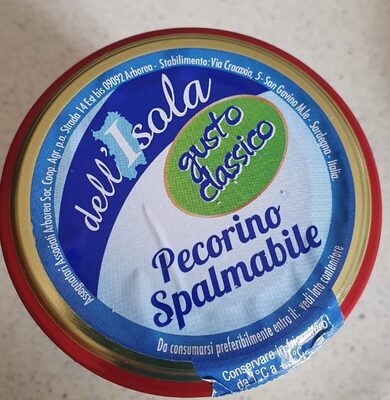 Assegnatari Associati Arborea Soc. Coop. Agr. p.a. Strada 14 Est bis 09092 Arborea - Stabilimento: Via Cracaxia, 5 - San Gavino M.le - Sardegna - Italia
dell'Isola
gusto
classico
Pecorino
Spalmabile
Da consumarsi preferibilmente entro il: vedi lato contenitore
Conservare in
da °C a °C